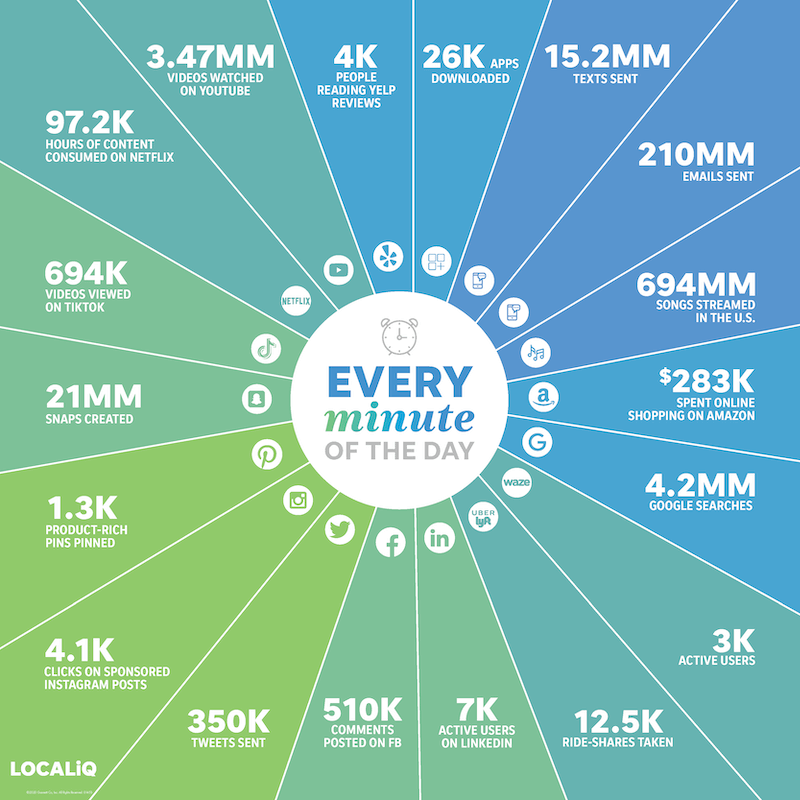 3.47MM
VIDEOS WATCHED
ON YOUTUBE
4K
PEOPLE
READING YELP
REVIEWS
26K APPS
DOWNLOADED
15.2MM
TEXTS SENT
97.2K
HOURS OF CONTENT
CONSUMED ON NETFLIX
210MM
EMAILS SENT
694K
VIDEOS VIEWED
ON TIKTOK
694MM
SONGS STREAMED
IN THE U.S.
NETFLIX
EVERY
minute
OF THE DAY
21MM
SNAPS CREATED
$283K
SPENT ONLINE
SHOPPING ON AMAZON
a
G
waze
UBER
lyft
in
f
1.3K
PRODUCT-RICH
PINS PINNED
4.2MM
GOOGLE SEARCHES
4.1K
CLICKS ON SPONSORED
INSTAGRAM POSTS
3K
ACTIVE USERS
350K
TWEETS SENT
510K
COMMENTS
POSTED ON FB
7K
ACTIVE USERS
ON LINKEDIN
12.5K
RIDE-SHARES TAKEN
LOCALiQ